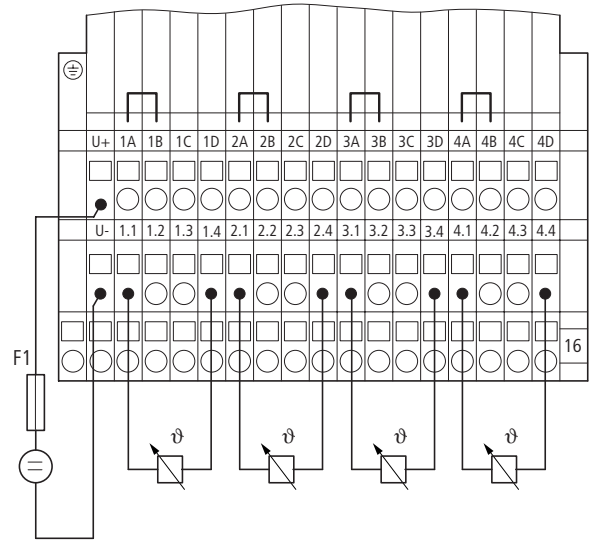 U+ 1A 1B 1C 1D 2A 2B 2C 2D 3A 3B 3C 3D 4A 4B 4C 4D
U- 1.1 1.2 1.3 1.4 2.1 2.2 2.3 2.4 3.1 3.2 3.3 3.4 4.1 4.2 4.3 4.4
16
F1
ϑ ϑ ϑ ϑ